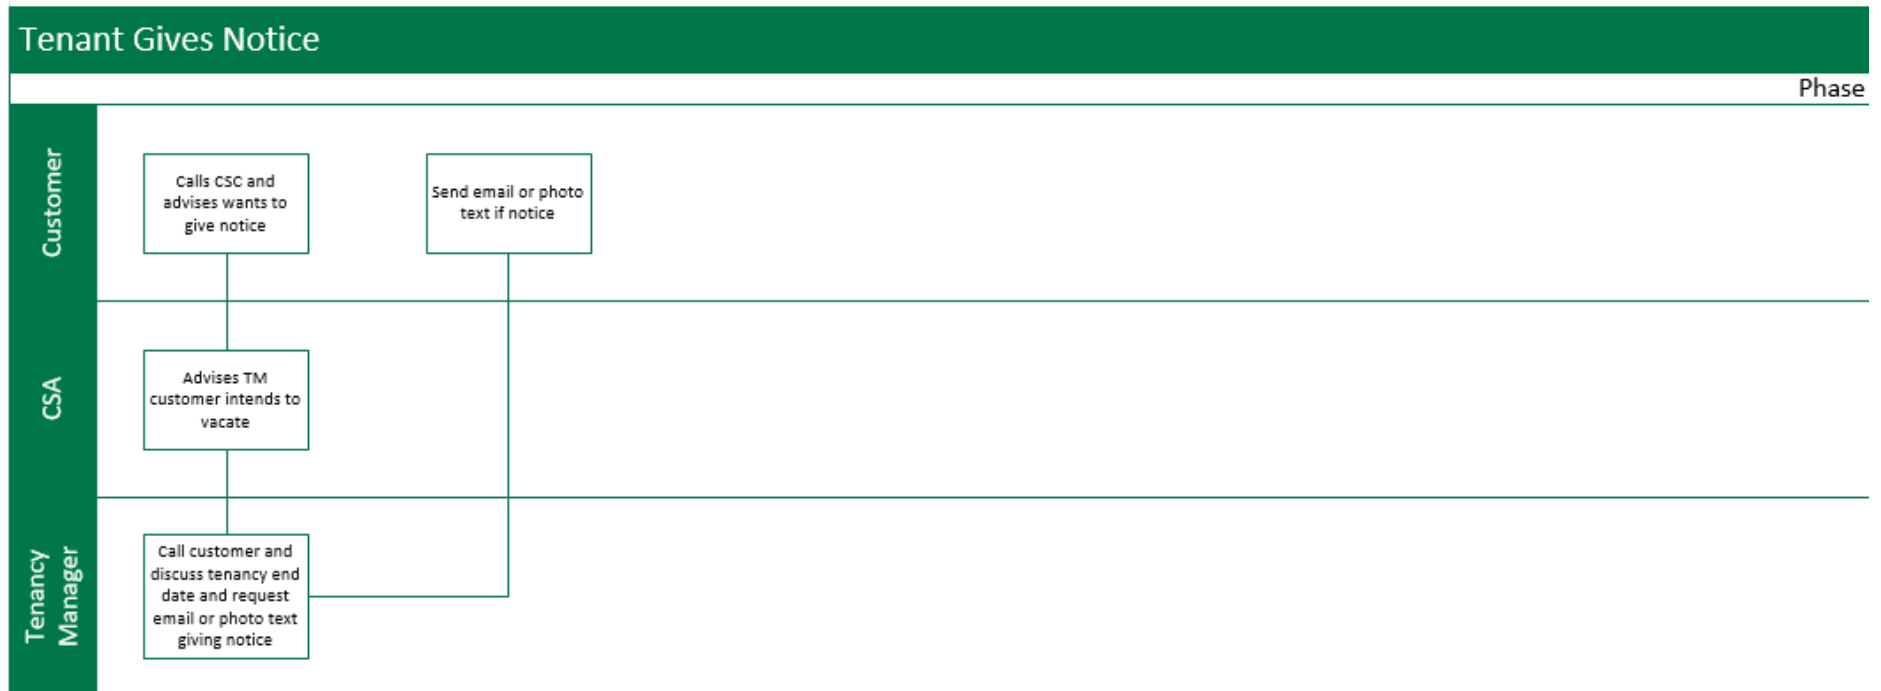 Tenant Gives Notice
Phase
Customer
Calls CSC and
advises wants to
give notice
Send email or photo
text if notice
CSA
Advises TM
customer intends to
vacate
Tenancy
Manager
Call customer and
discuss tenancy end
date and request
email or photo text
giving notice